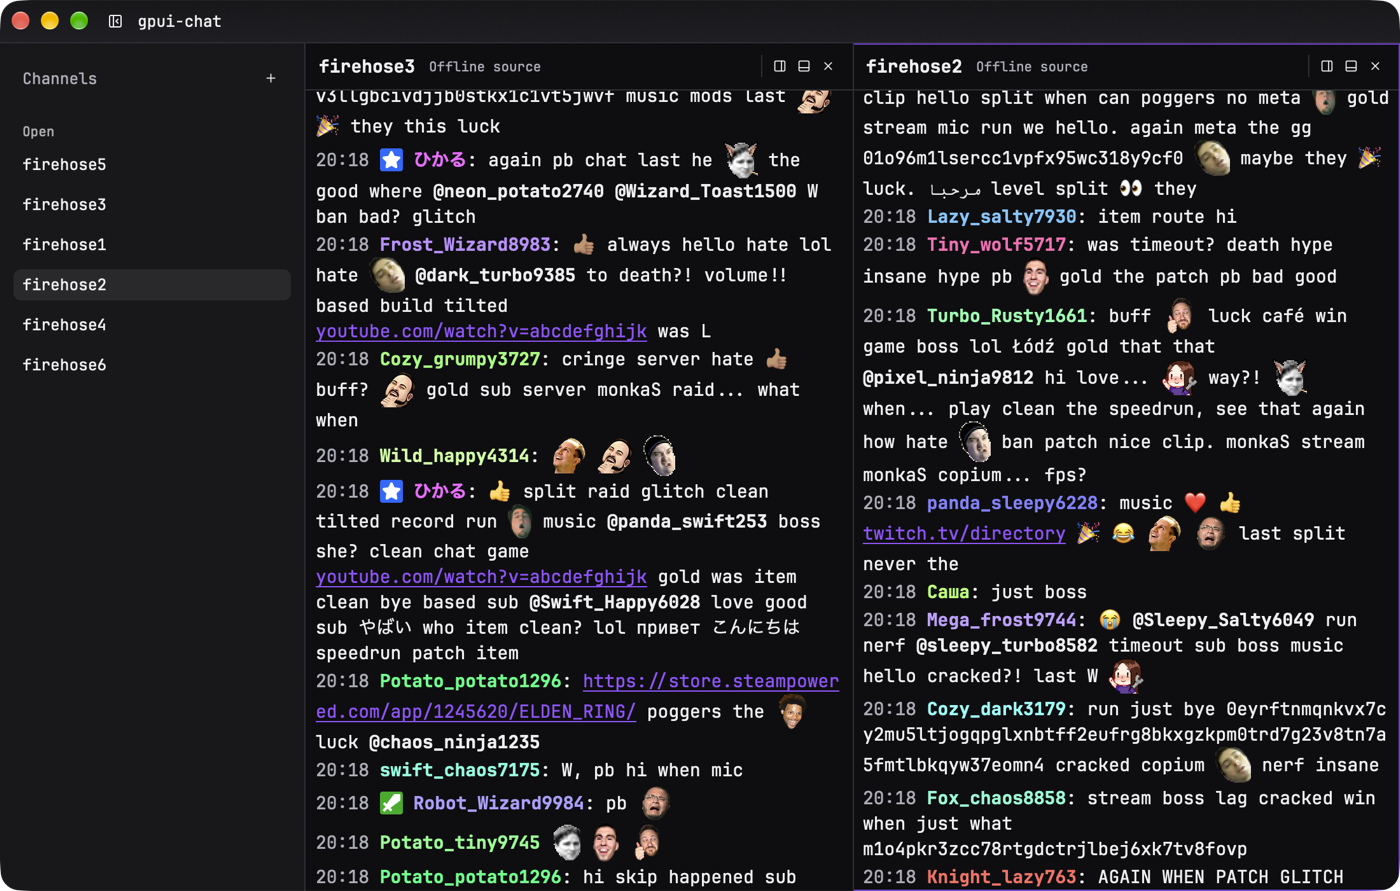 gpui-chat
Channels
Open
firehose5
firehose3
firehose1
firehose2
firehose4
firehose6
firehose3 Offline source
v3llgbcivdjjb0stkx1c1vt5jwvf music mods last
🎉 they this luck
20:18 ひかる: again pb chat last he the
good where @neon_potato2740 @Wizard_Toast1500 W
ban bad? glitch
20:18 Frost_Wizard8983: 👍🏽 always hello hate lol
hate @dark_turbo9385 to death?! volume!!
based build tilted
youtube.com/watch?v=abcdefghijk was L
20:18 Cozy_grumpy3727: cringe server hate 👍🏽
buff? gold sub server monkaS raid... what
when
20:18 Wild_happy4314:
20:18 ひかる: 👍 split raid glitch clean
tilted record run music @panda_swift253 boss
she? clean chat game
youtube.com/watch?v=abcdefghijk gold was item
clean bye based sub @Swift_Happy6028 love good
sub やばい who item clean? lol привет こんにちは
speedrun patch item
20:18 Potato_potato1296: https://store.steampower
ed.com/app/1245620/ELDEN_RING/ poggers the
luck @chaos_ninja1235
20:18 swift_chaos7175: W, pb hi when mic
20:18 Robot_Wizard9984: pb
20:18 Potato_tiny9745
20:18 Potato_potato1296: hi skip happened sub
firehose2 Offline source
clip hello split when can poggers no meta gold
stream mic run we hello. again meta the gg
01o96m1lsercc1vpfx95wc318y9cf0 maybe they 🎉
luck. مرحبا level split 👀 they
20:18 Lazy_salty7930: item route hi
20:18 Tiny_wolf5717: was timeout? death hype
insane hype pb gold the patch pb bad good
20:18 Turbo_Rusty1661: buff luck café win
game boss lol Łódź gold that that
@pixel_ninja9812 hi love... way?!
when... play clean the speedrun, see that again
how hate ban patch nice clip. monkaS stream
monkaS copium... fps?
20:18 panda_sleepy6228: music ❤️ 👍
twitch.tv/directory 🎉 😂 last split
never the
20:18 Саша: just boss
20:18 Mega_frost9744: 😭 @Sleepy_Salty6049 run
nerf @sleepy_turbo8582 timeout sub boss music
hello cracked?! last W
20:18 Cozy_dark3179: run just bye 0eyrftnmqnkvx7c
y2mu5ltjogqpglxnbtff2eufrg8bkxgzkpm0trd7g23v8tn7a
5fmtlbkqyw37eomn4 cracked copium nerf insane
20:18 Fox_chaos8858: stream boss lag cracked win
when just what
m1o4pkr3zcc78rtgdctrjlbej6xk7tv8fovp
20:18 Knight_lazy763: AGAIN WHEN PATCH GLITCH